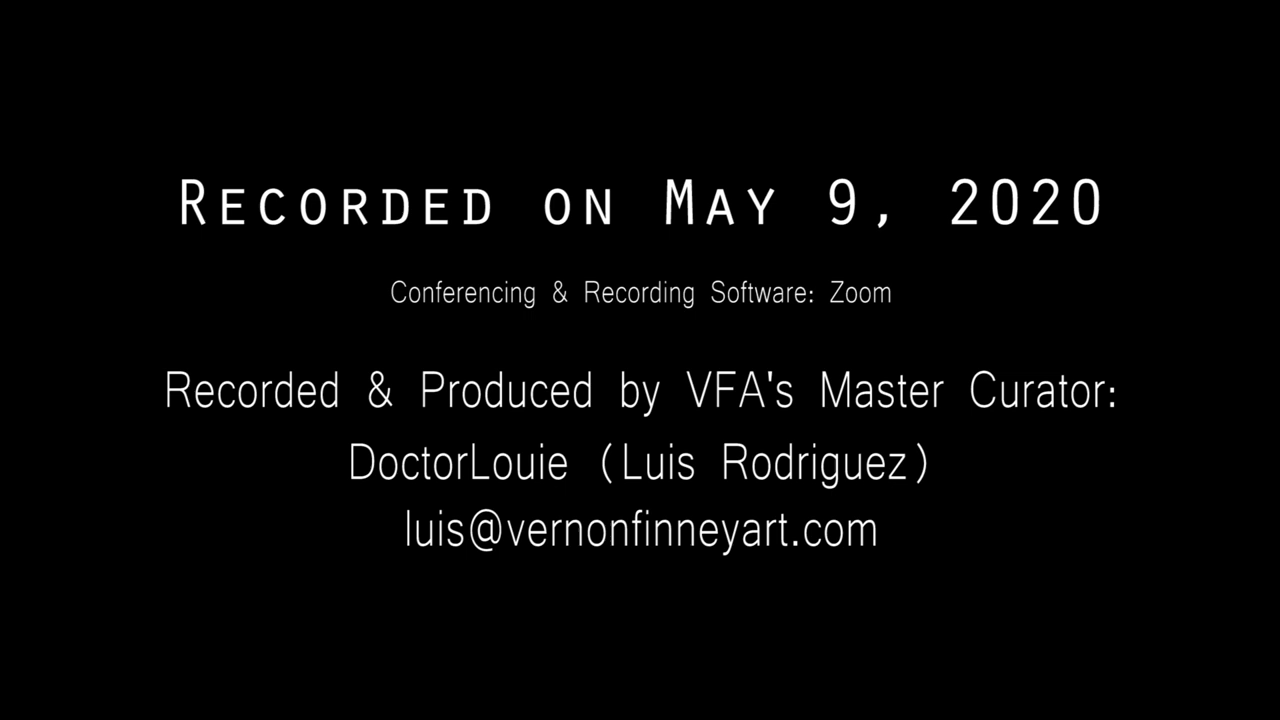 Recorded on May 9, 2020
Conferencing & Recording Software: Zoom
Recorded & Produced by VFA's Master Curator:
DoctorLouie (Luis Rodriguez)
luis@vernonfinneyart.com